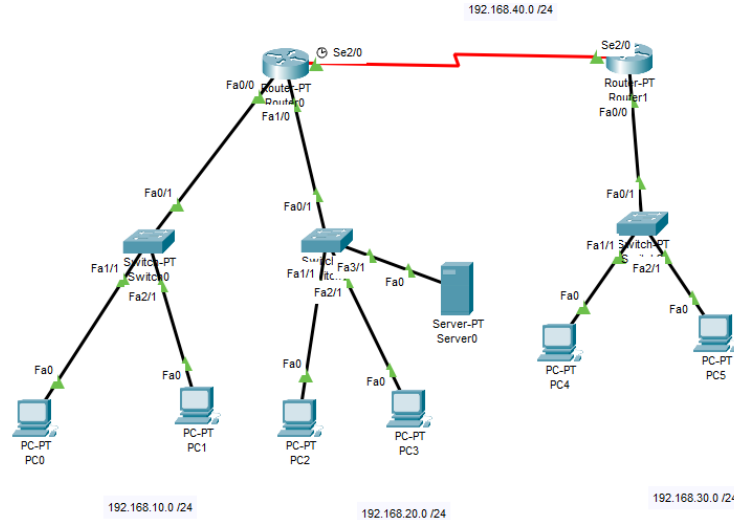 192.168.40.0 /24
Se2/0
Se2/0
Fa0/0
Router-PT
Router0
Fa1/0
Router-PT
Router1
Fa0/0
Fa0/1
Fa0/1
Fa0/1
Switch-PT
Switch0
Fa1/1
Fa2/1
Fa1/1
Fa3/1
Fa2/1
Fa0
Server-PT
Server0
Switch-PT
Fa1/1
Fa2/1
Fa0
Fa0
Fa0
Fa0
Fa0
Fa0
PC-PT
PC4
PC-PT
PC5
PC-PT
PC0
PC-PT
PC1
PC-PT
PC2
PC-PT
PC3
192.168.10.0 /24
192.168.20.0 /24
192.168.30.0 /24